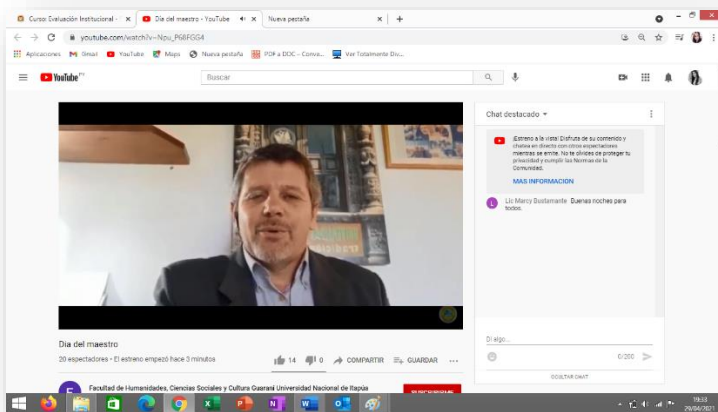 Curso: Evaluación Institucional -
Día del maestro - YouTube
Nueva pestaña
youtube.com/watch?v=Npu_P68FGG4
Aplicaciones
Gmail
YouTube
Maps
Nueva pestaña
PDF a DOC – Conve...
Ver Totalmente Div...
YouTube PY
Buscar
Chat destacado
¡Estreno a la vista! Disfruta de su contenido y
chatea en directo con otros espectadores
mientras se emite. No te olvides de proteger tu
privacidad y cumplir las Normas de la
Comunidad.
MÁS INFORMACIÓN
L
Lic Marcy Bustamante Buenas noches para
todos.
Día del maestro
20 espectadores • El estreno empezó hace 3 minutos
14
0
COMPARTIR
GUARDAR
Di algo...
0/200
OCULTAR CHAT
Facultad de Humanidades, Ciencias Sociales y Cultura Guaraní Universidad Nacional de Itapúa
SUSCRIBIRME
19:33
29/04/2021